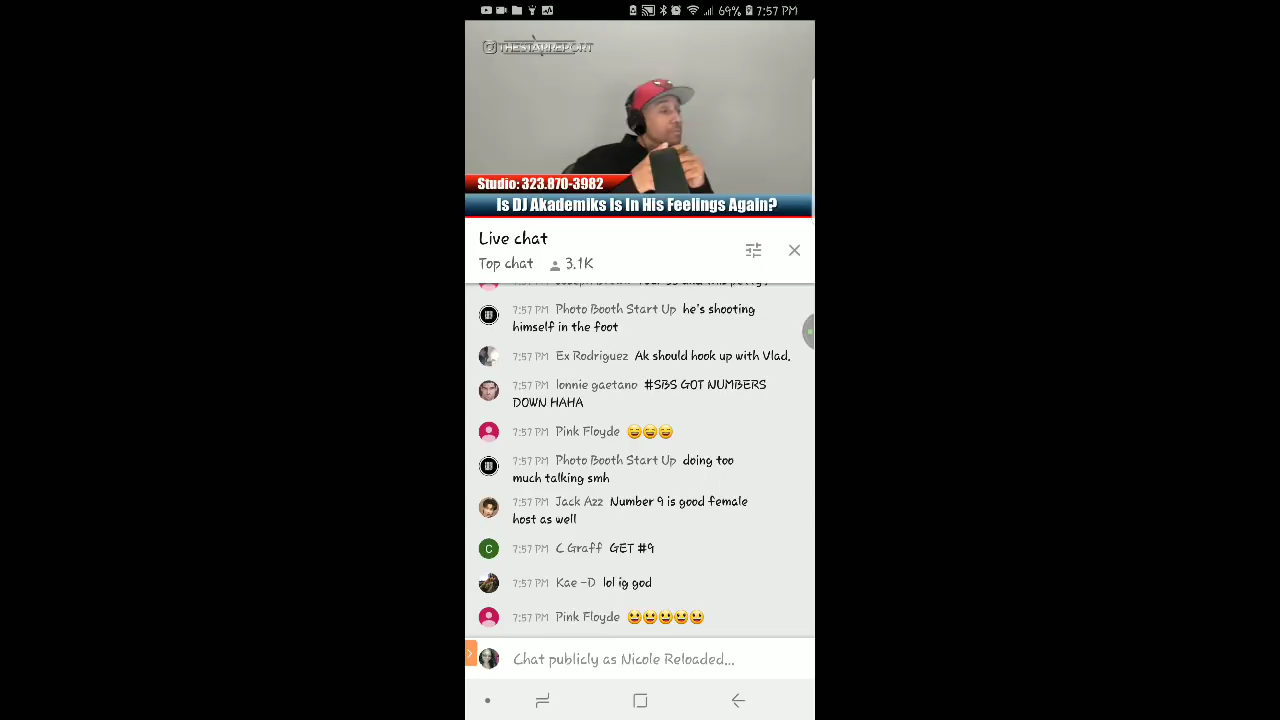 69% 7:57 PM
THESTARREPORT
Studio: 323.870-3982
Is DJ Akademiks Is In His Feelings Again?
Live chat
Top chat 3.1K
7:57 PM Photo Booth Start Up he's shooting
himself in the foot
7:57 PM Ex Rodriguez Ak should hook up with Vlad.
7:57 PM lonnie gaetano #SBS GOT NUMBERS
DOWN HAHA
7:57 PM Pink Floyde 😅😅😅
7:57 PM Photo Booth Start Up doing too
much talking smh
7:57 PM Jack Azz Number 9 is good female
host as well
C 7:57 PM C Graff GET #9
7:57 PM Kae -D lol ig god
7:57 PM Pink Floyde 😃😃😃😃😃
Chat publicly as Nicole Reloaded...